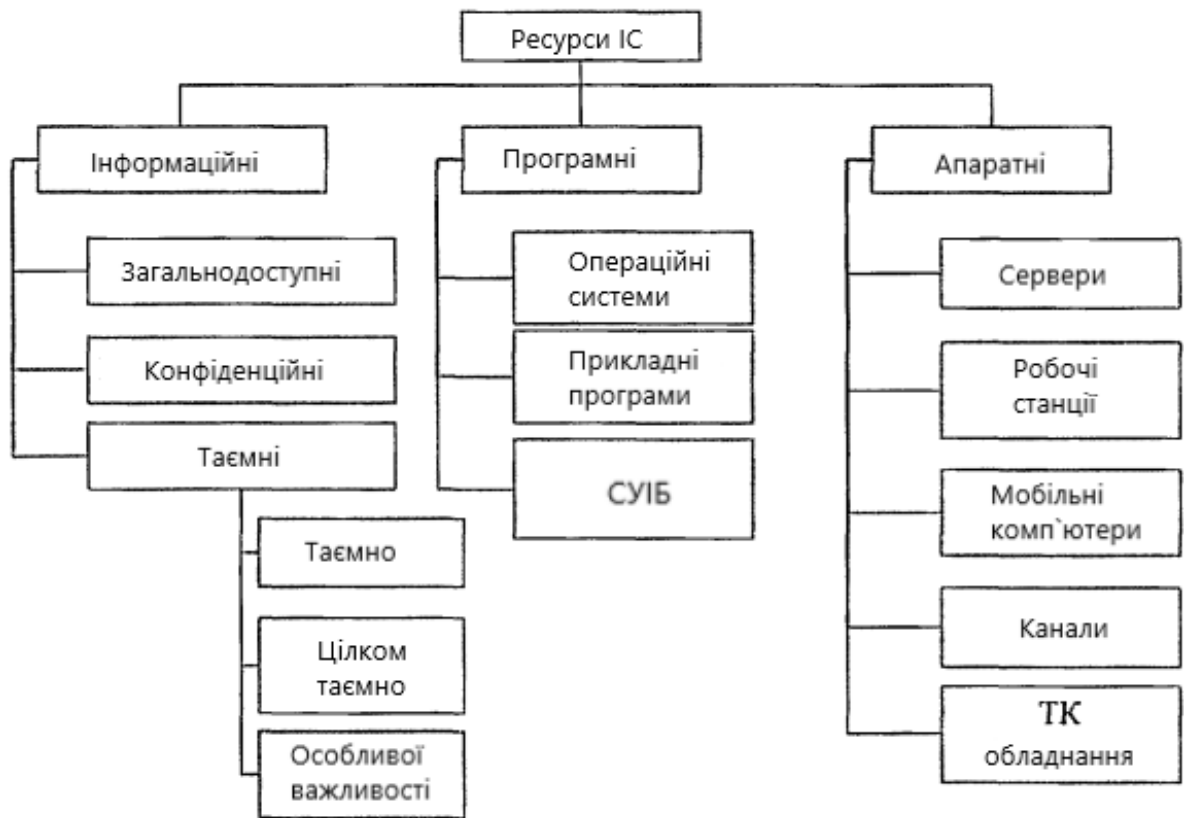 Ресурси ІС
Інформаційні
Загальнодоступні
Конфіденційні
Таємні
Таємно
Цілком
таємно
Особливої
важливості
Програмні
Операційні
системи
Прикладні
програми
СУІБ
Апаратні
Сервери
Робочі
станції
Мобільні
комп`ютери
Канали
ТК
обладнання